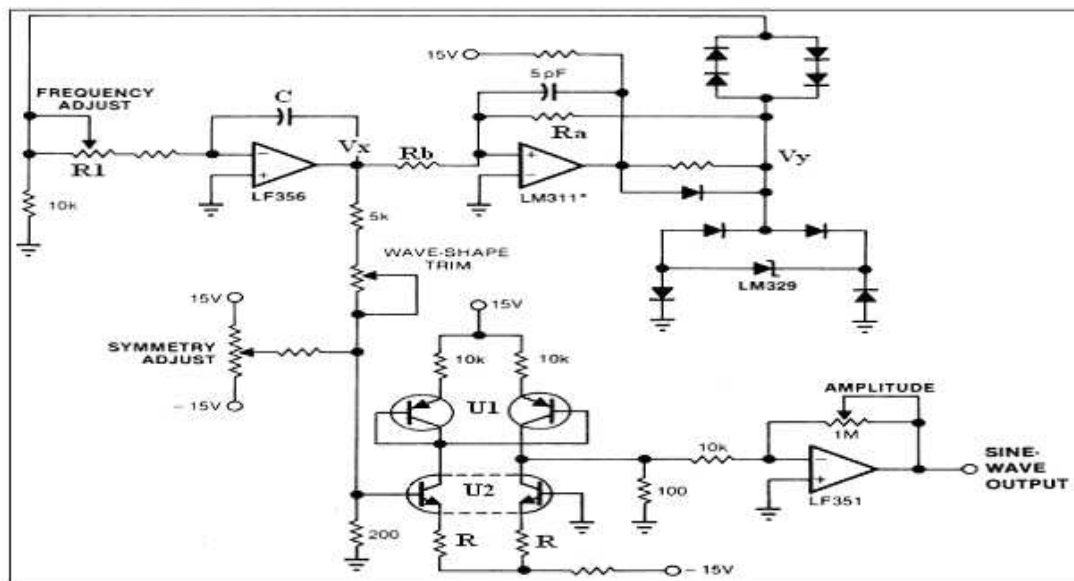 15V
5pF
FREQUENCY
ADJUST
C
Ra
Vx
Rb
Vy
R1
LF356
LM311*
10k
5k
WAVE-SHAPE
TRIM
LM329
15V
15V
SYMMETRY
ADJUST
10k
10k
AMPLITUDE
- 15V
U1
1M
10k
SINE-
WAVE
OUTPUT
U2
100
LF351
200
R
R
- 15V